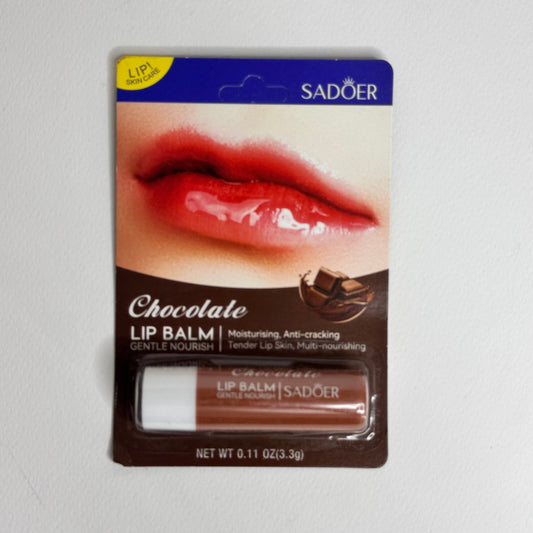 LIP!
SKIN CARE
SADOER
Chocolate
LIP BALM
GENTLE NOURISH
Moisturising, Anti-cracking
Tender Lip Skin, Multi-nourishing
Chocolate
LIP BALM
GENTLE NOURISH
SADOER
NET WT 0.11 OZ(3.3g)